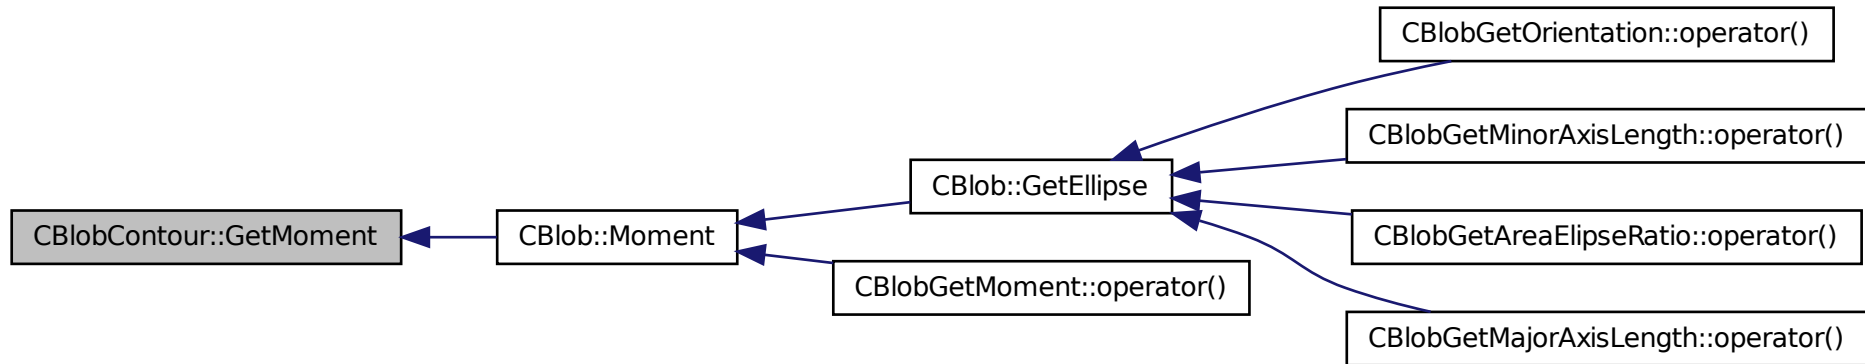 CBlobGetOrientation::operator()
CBlobGetMinorAxisLength::operator()
CBlob::GetEllipse
CBlobContour::GetMoment
CBlob::Moment
CBlobGetAreaElipseRatio::operator()
CBlobGetMoment::operator()
CBlobGetMajorAxisLength::operator()